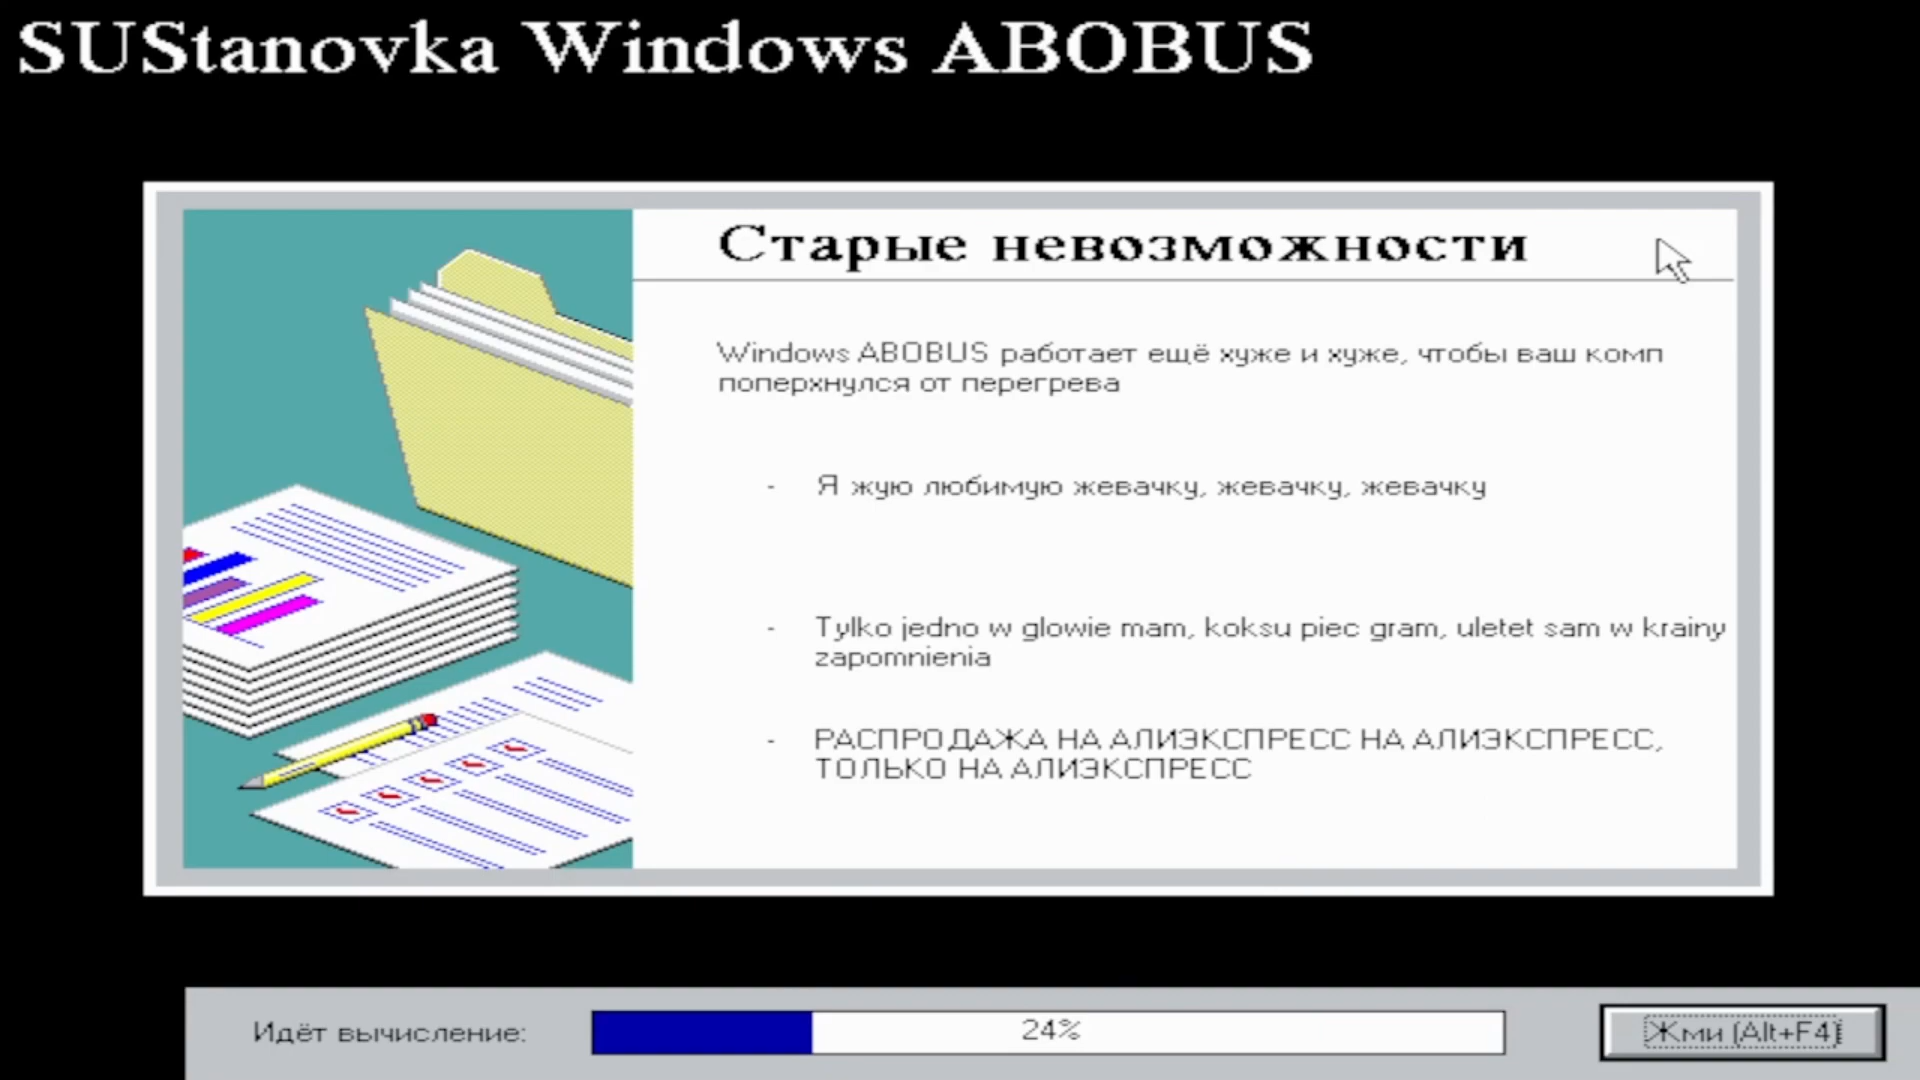 SUStanovka Windows ABOBUS
Старые невозможности
Windows ABOBUS работает ещё хуже и хуже, чтобы ваш комп
поперхнулся от перегрева
- Я жую любимую жевачку, жевачку, жевачку
- Tylko jedno w glowie mam, koksu piec gram, uletet sam w krainy
zapomnienia
- РАСПРОДАЖА НА АЛИЭКСПРЕСС НА АЛИЭКСПРЕСС,
ТОЛЬКО НА АЛИЭКСПРЕСС
Идёт вычисление:
24%
Жми (Alt+F4)